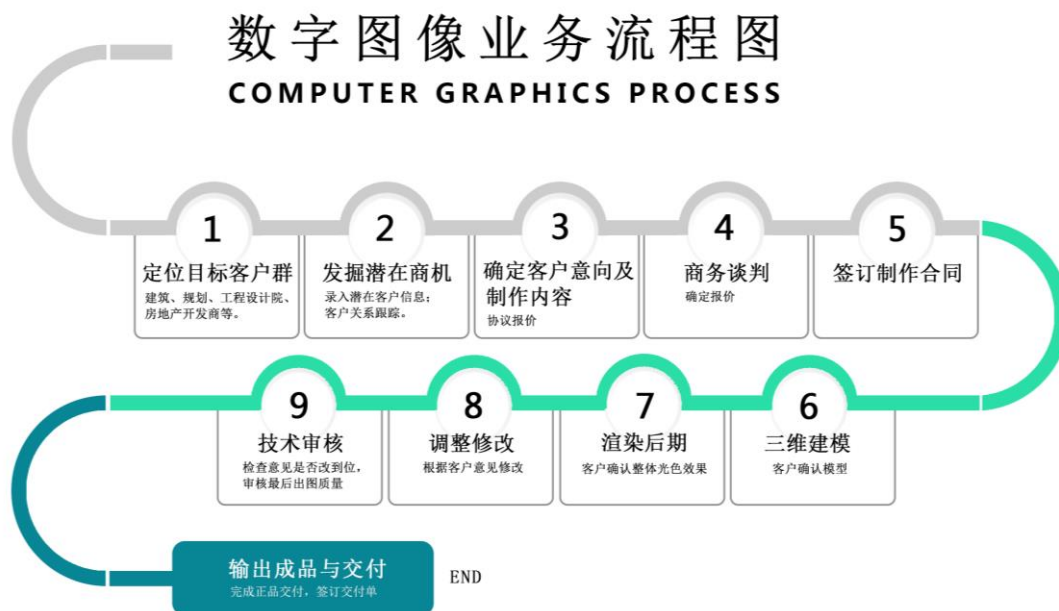 数字图像业务流程图
COMPUTER GRAPHICS PROCESS
1
定位目标客户群
建筑、规划、工程设计院、
房地产开发商等。
2
发掘潜在商机
录入潜在客户信息；
客户关系跟踪。
3
确定客户意向及
制作内容
协议报价
4
商务谈判
确定报价
5
签订制作合同
6
三维建模
客户确认模型
7
渲染后期
客户确认整体光色效果
8
调整修改
根据客户意见修改
9
技术审核
检查意见是否改到位，
审核最后出图质量
输出成品与交付
完成正品交付，签订交付单
END